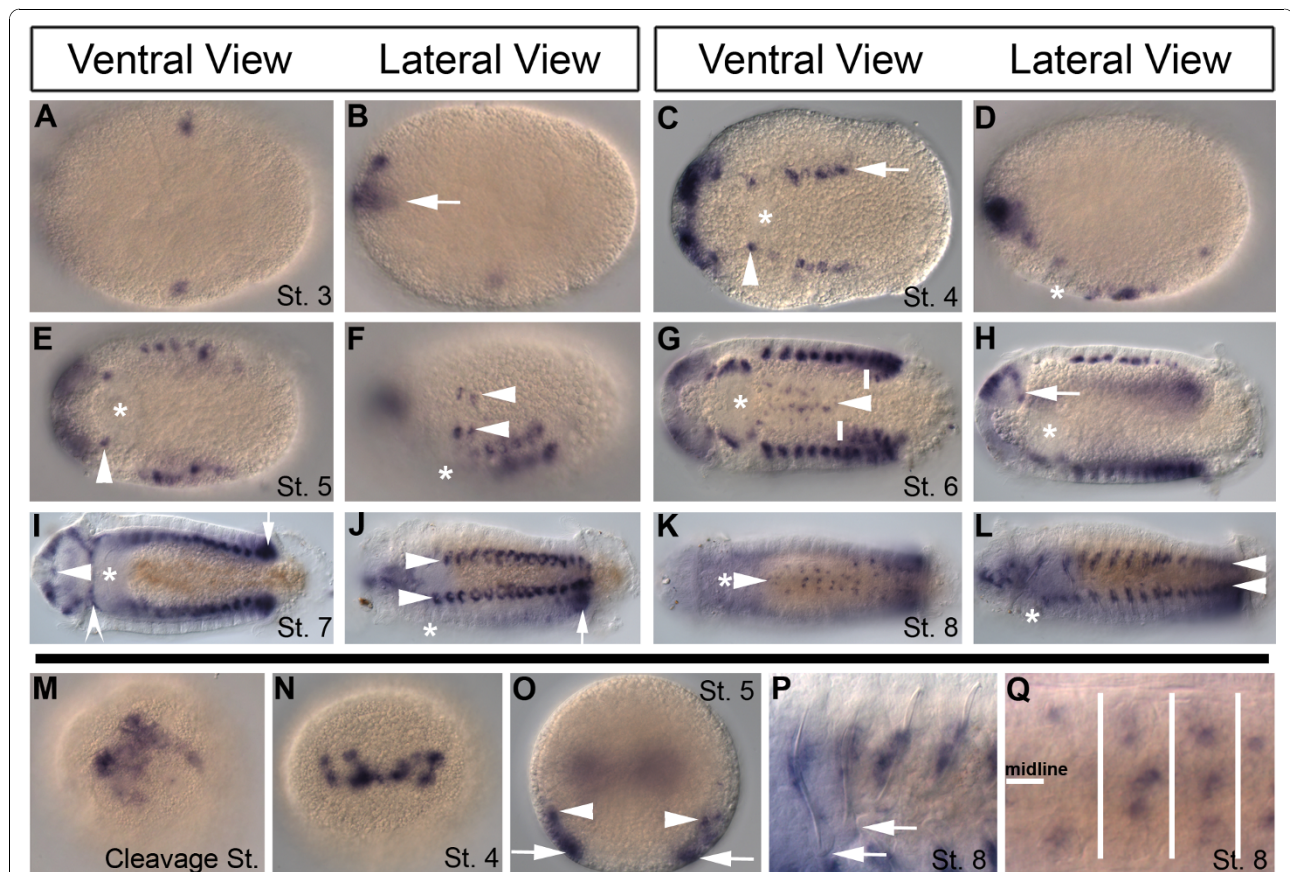 Ventral View Lateral View Ventral View Lateral View
A B C D
St. 3 * St. 4 *
E F G H
* St. 5 * * St. 6 *
I J K L
* St. 7 * * St. 8 *
M N O St. 5 P Q
midline
Cleavage St. St. 4 St. 8 St. 8